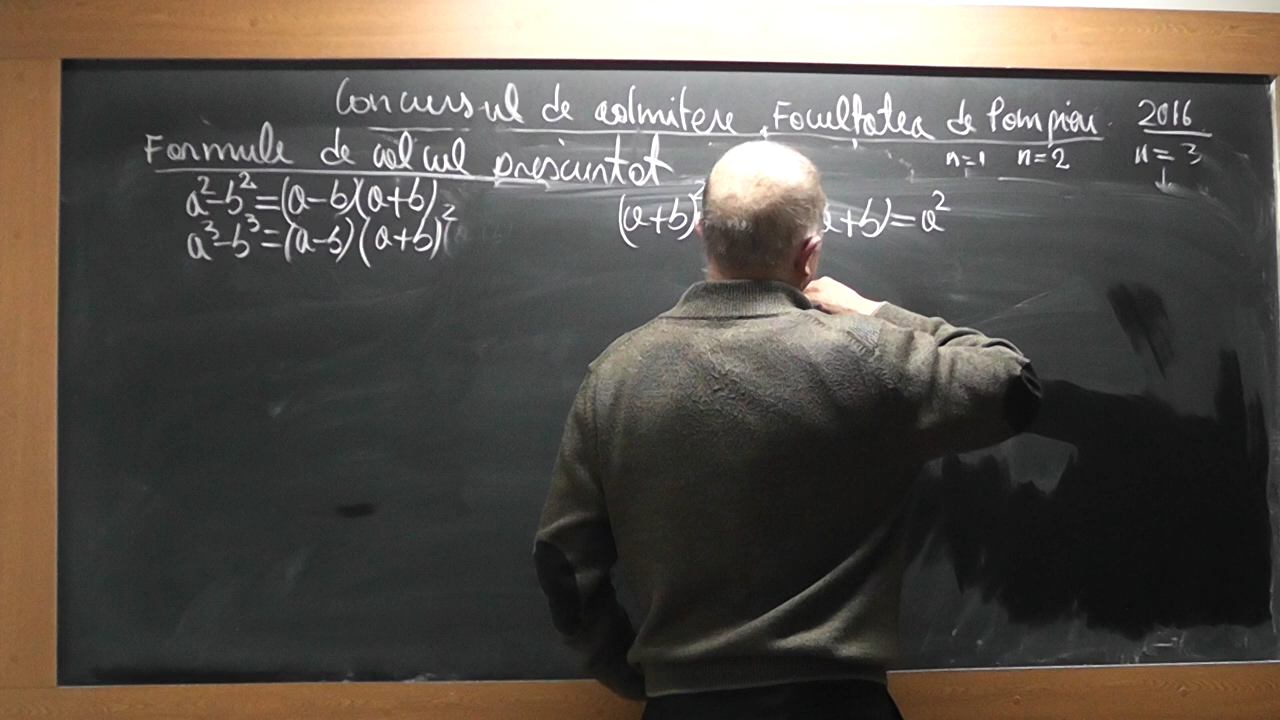 Concursul de admitere, Facultatea de Pompieri 2016
Formule de calcul prescurtat n=1 n=2 n=3
a²-b²=(a-b)(a+b) (a+b)² a+b)=a²
a³-b³=(a-b)(a+b)²